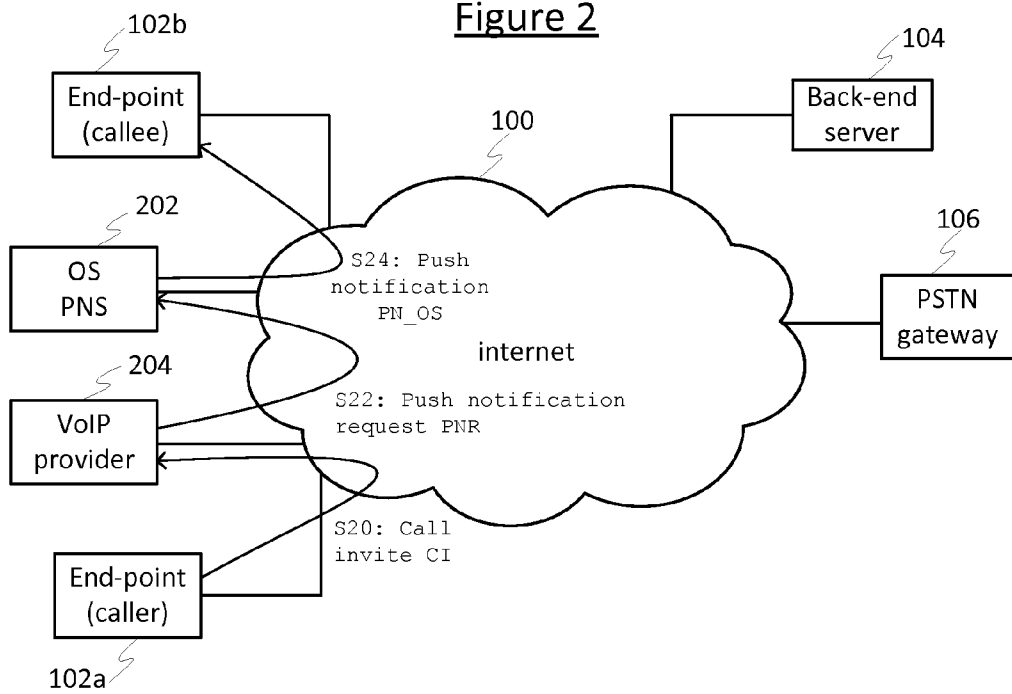 Figure 2
102b
End-point
(callee)
104
Back-end
server
100
202
OS
PNS
S24: Push
notification
PN_OS
106
PSTN
gateway
internet
204
VoIP
provider
S22: Push notification
request PNR
S20: Call
invite CI
End-point
(caller)
102a